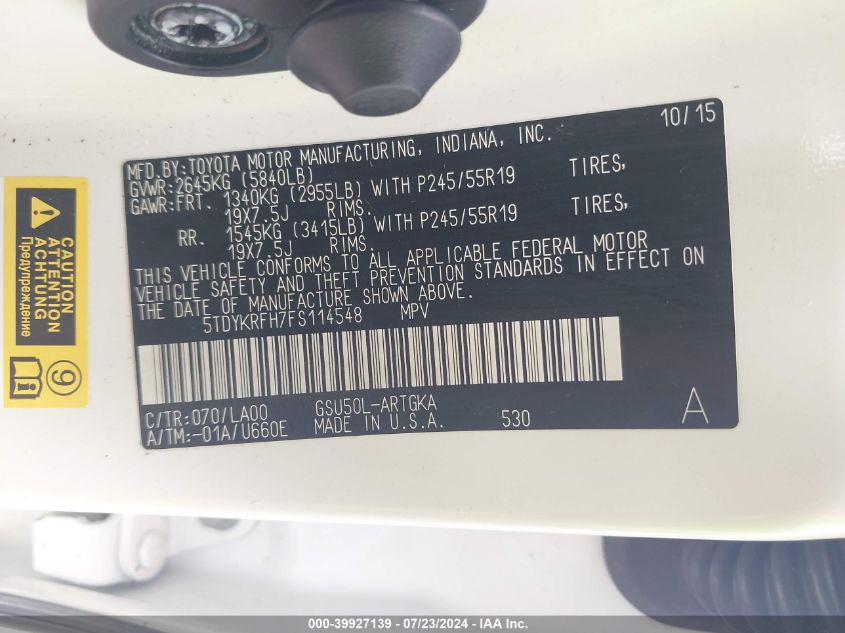 10/15
MFD.BY:TOYOTA MOTOR MANUFACTURING, INDIANA, INC.
GVWR:2645KG (5840LB)
GAWR:FRT. 1340KG (2955LB) WITH P245/55R19 TIRES,
19X7.5J RIMS.
RR. 1545KG (3415LB) WITH P245/55R19 TIRES,
19X7.5J RIMS.
THIS VEHICLE CONFORMS TO ALL APPLICABLE FEDERAL MOTOR
VEHICLE SAFETY AND THEFT PREVENTION STANDARDS IN EFFECT ON
THE DATE OF MANUFACTURE SHOWN ABOVE.
5TDYKRFH7FS114548 MPV
C/TR:070/LA00 GSU50L-ARTGKA
A/TM:-01A/U660E MADE IN U.S.A. 530 A
CAUTION
ATTENTION
ACHTUNG
Предупреждение
9
i
000-39927139 - 07/23/2024 - IAA Inc.